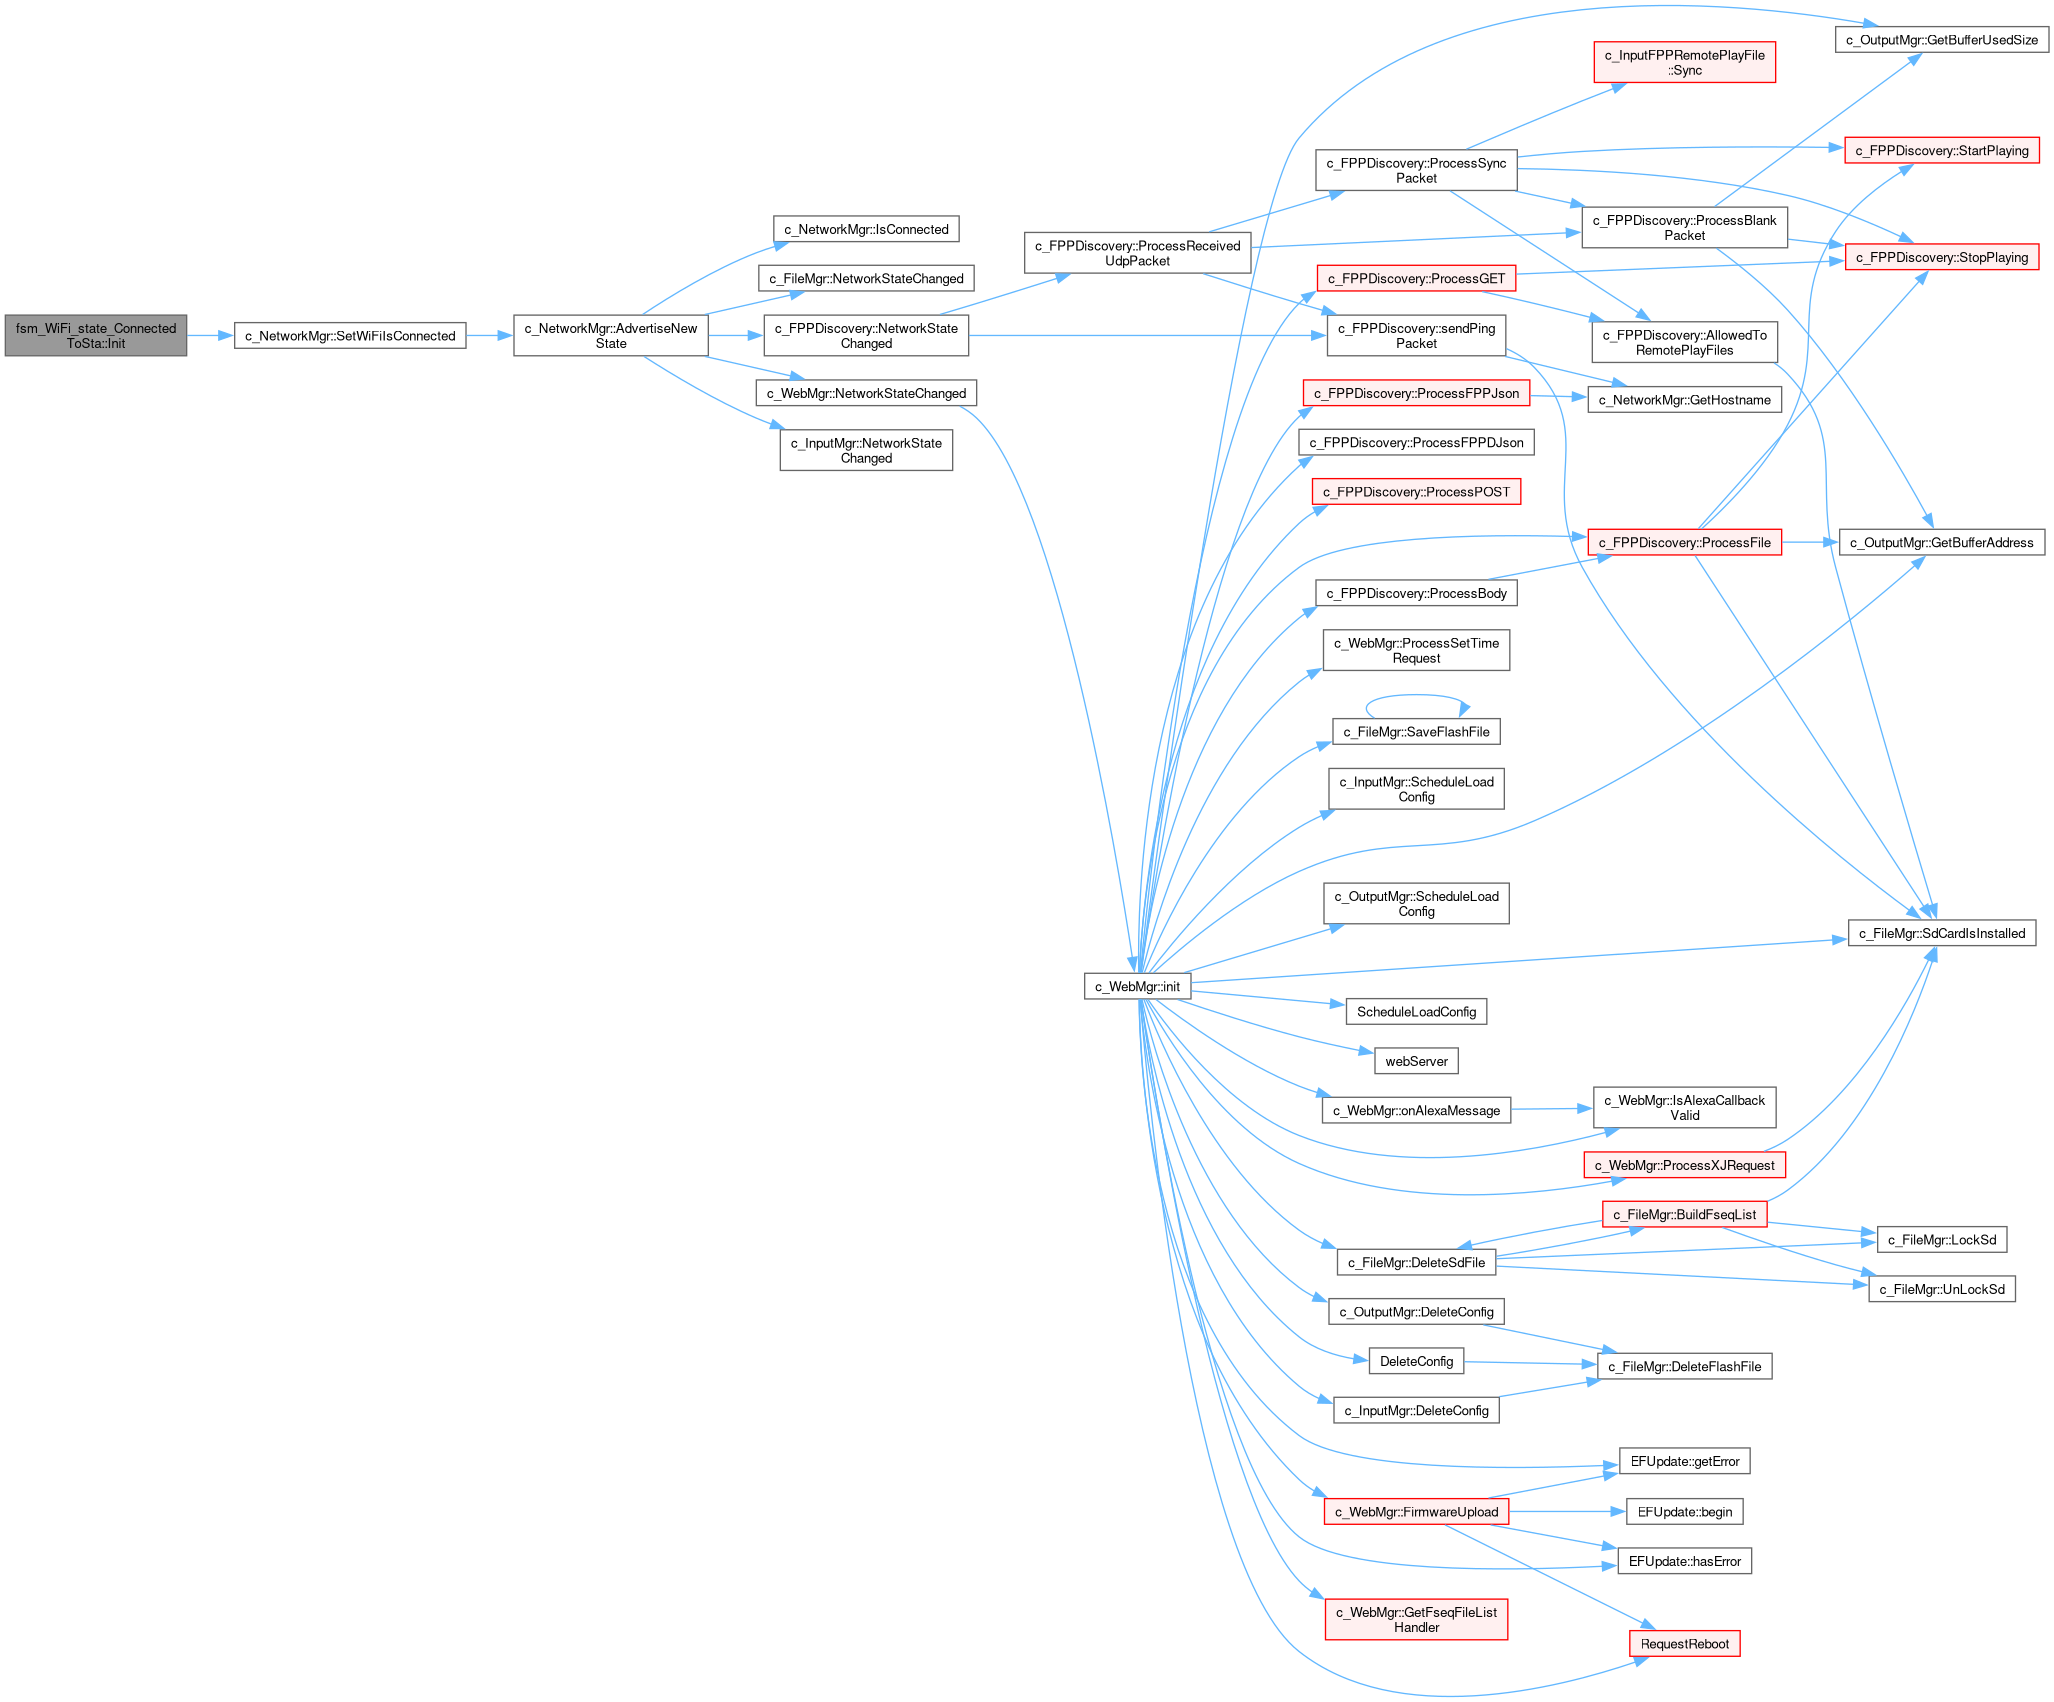 fsm_WiFi_state_Connected
ToSta::Init
c_NetworkMgr::SetWiFiIsConnected
c_NetworkMgr::AdvertiseNew
State
c_NetworkMgr::IsConnected
c_FileMgr::NetworkStateChanged
c_FPPDiscovery::NetworkState
Changed
c_WebMgr::NetworkStateChanged
c_InputMgr::NetworkState
Changed
c_FPPDiscovery::ProcessReceived
UdpPacket
c_WebMgr::init
c_FPPDiscovery::ProcessSync
Packet
c_FPPDiscovery::ProcessGET
c_FPPDiscovery::sendPing
Packet
c_FPPDiscovery::ProcessFPPJson
c_FPPDiscovery::ProcessFPPDJson
c_FPPDiscovery::ProcessPOST
c_FPPDiscovery::ProcessBody
c_WebMgr::ProcessSetTime
Request
c_FileMgr::SaveFlashFile
c_InputMgr::ScheduleLoad
Config
c_OutputMgr::ScheduleLoad
Config
ScheduleLoadConfig
webServer
c_WebMgr::onAlexaMessage
c_FileMgr::DeleteSdFile
c_OutputMgr::DeleteConfig
DeleteConfig
c_InputMgr::DeleteConfig
c_WebMgr::FirmwareUpload
c_WebMgr::GetFseqFileList
Handler
c_InputFPPRemotePlayFile
::Sync
c_FPPDiscovery::ProcessBlank
Packet
c_FPPDiscovery::AllowedTo
RemotePlayFiles
c_NetworkMgr::GetHostname
c_FPPDiscovery::ProcessFile
c_WebMgr::IsAlexaCallback
Valid
c_WebMgr::ProcessXJRequest
c_FileMgr::BuildFseqList
c_FileMgr::DeleteFlashFile
EFUpdate::getError
EFUpdate::begin
EFUpdate::hasError
RequestReboot
c_OutputMgr::GetBufferUsedSize
c_FPPDiscovery::StartPlaying
c_FPPDiscovery::StopPlaying
c_OutputMgr::GetBufferAddress
c_FileMgr::SdCardIsInstalled
c_FileMgr::LockSd
c_FileMgr::UnLockSd